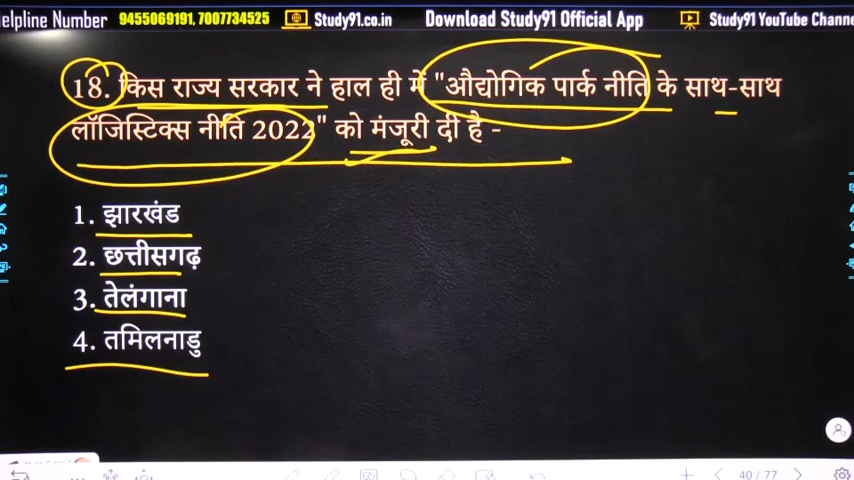 elpline Number 9455069191, 7007734525 Study91.co.in Download Study91 Official App Study91 YouTube Channe
18. किस राज्य सरकार ने हाल ही में "औद्योगिक पार्क नीति के साथ-साथ
लॉजिस्टिक्स नीति 2022" को मंजूरी दी है -
1. झारखंड
2. छत्तीसगढ़
3. तेलंगाना
4. तमिलनाडु
40 / 77